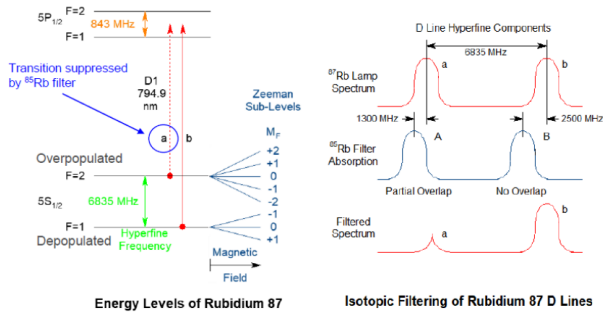 5P1/2
F=2
843 MHz
F=1
Transition suppressed
by 85Rb filter
D1
794.9
nm
Zeeman
Sub-Levels
a
b
MF
+2
+1
0
-1
-2
Overpopulated
F=2
5S1/2
6835 MHz
-1
0
+1
F=1
Hyperfine
Frequency
Depopulated
Magnetic
Field
Energy Levels of Rubidium 87
D Line Hyperfine Components
6835 MHz
87Rb Lamp
Spectrum
a
b
1300 MHz
2500 MHz
85Rb Filter
Absorption
A
B
Partial Overlap
No Overlap
Filtered
Spectrum
a
b
Isotopic Filtering of Rubidium 87 D Lines